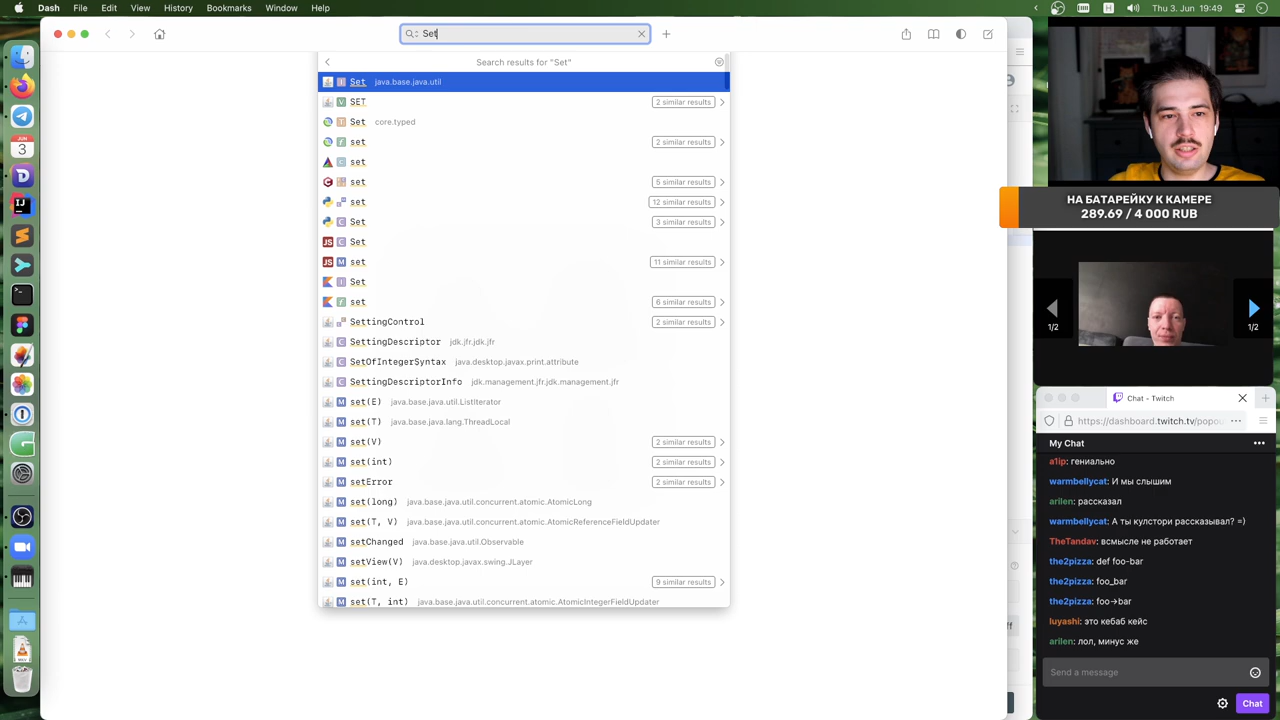 Dash File Edit View History Bookmarks Window Help
Set
Search results for "Set"
Set java.base.java.util
SET 2 similar results
Set core.typed
set 2 similar results
set
set 5 similar results
set 12 similar results
Set 3 similar results
Set
set 11 similar results
Set
set 6 similar results
SettingControl 2 similar results
SettingDescriptor jdk.jfr.jdk.jfr
SetOfIntegerSyntax java.desktop.javax.print.attribute
SettingDescriptorInfo jdk.management.jfr.jdk.management.jfr
set(E) java.base.java.util.ListIterator
set(T) java.base.java.lang.ThreadLocal
set(V) 2 similar results
set(int) 2 similar results
setError 2 similar results
set(long) java.base.java.util.concurrent.atomic.AtomicLong
set(T, V) java.base.java.util.concurrent.atomic.AtomicReferenceFieldUpdater
setChanged java.base.java.util.Observable
setView(V) java.desktop.javax.swing.JLayer
set(int, E) 9 similar results
set(T, int) java.base.java.util.concurrent.atomic.AtomicIntegerFieldUpdater
JUN
3
НА БАТАРЕЙКУ К КАМЕРЕ
289.69 / 4 000 RUB
1/2 1/2
Chat - Twitch
https://dashboard.twitch.tv/popou
My Chat
a1ip: гениально
warmbellycat: И мы слышим
arilen: рассказал
warmbellycat: А ты кулстори рассказывал? =)
TheTandav: всмысле не работает
the2pizza: def foo-bar
the2pizza: foo_bar
the2pizza: foo->bar
luyashi: это кебаб кейс
arilen: лол, минус же
Send a message
Chat